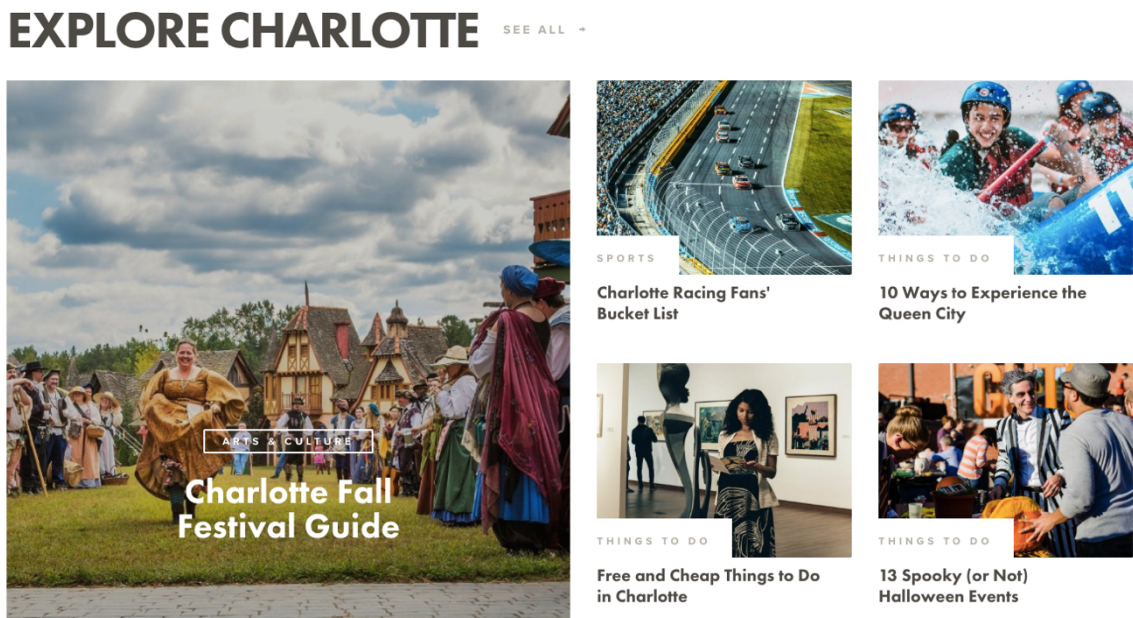 EXPLORE CHARLOTTE
SEE ALL →
ARTS & CULTURE
Charlotte Fall
Festival Guide
SPORTS
Charlotte Racing Fans'
Bucket List
THINGS TO DO
10 Ways to Experience the
Queen City
THINGS TO DO
Free and Cheap Things to Do
in Charlotte
THINGS TO DO
13 Spooky (or Not)
Halloween Events